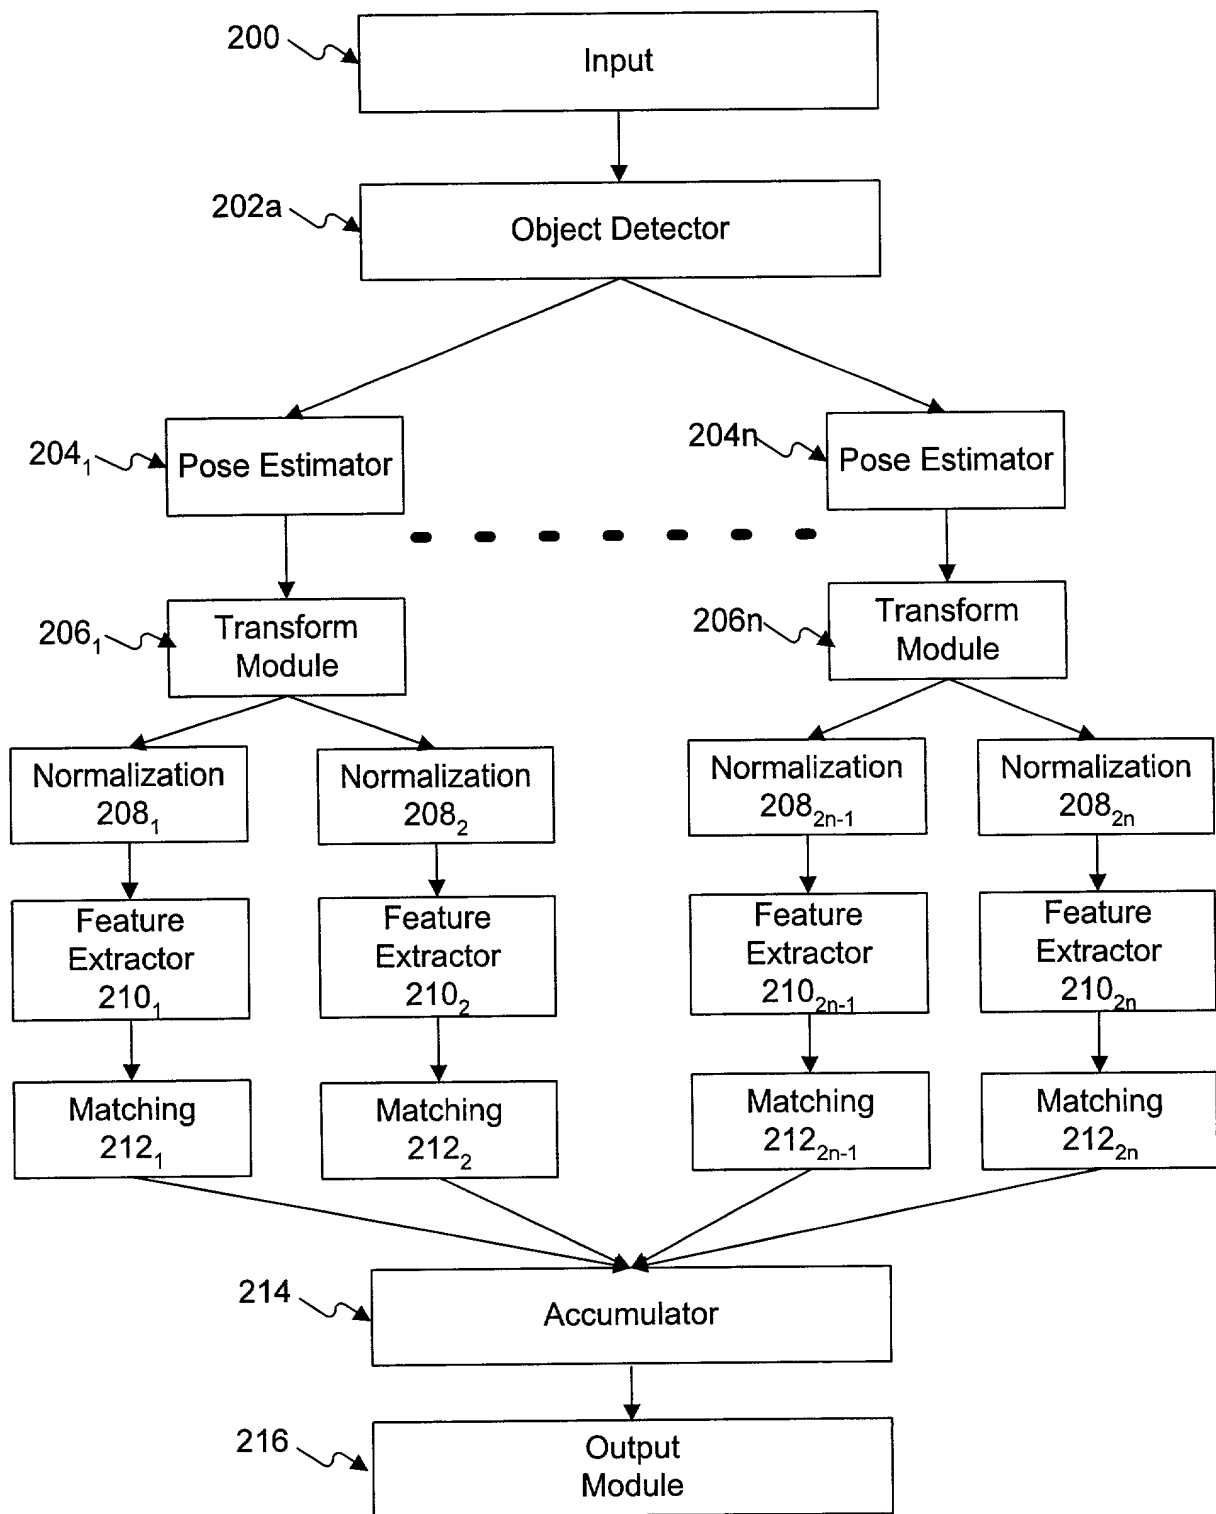 200
Input
202a
Object Detector
204₁
Pose Estimator
204n
Pose Estimator
206₁
Transform
Module
206n
Transform
Module
Normalization
208₁
Normalization
208₂
Normalization
208₂ₙ₋₁
Normalization
208₂ₙ
Feature
Extractor
210₁
Feature
Extractor
210₂
Feature
Extractor
210₂ₙ₋₁
Feature
Extractor
210₂ₙ
Matching
212₁
Matching
212₂
Matching
212₂ₙ₋₁
Matching
212₂ₙ
214
Accumulator
216
Output
Module